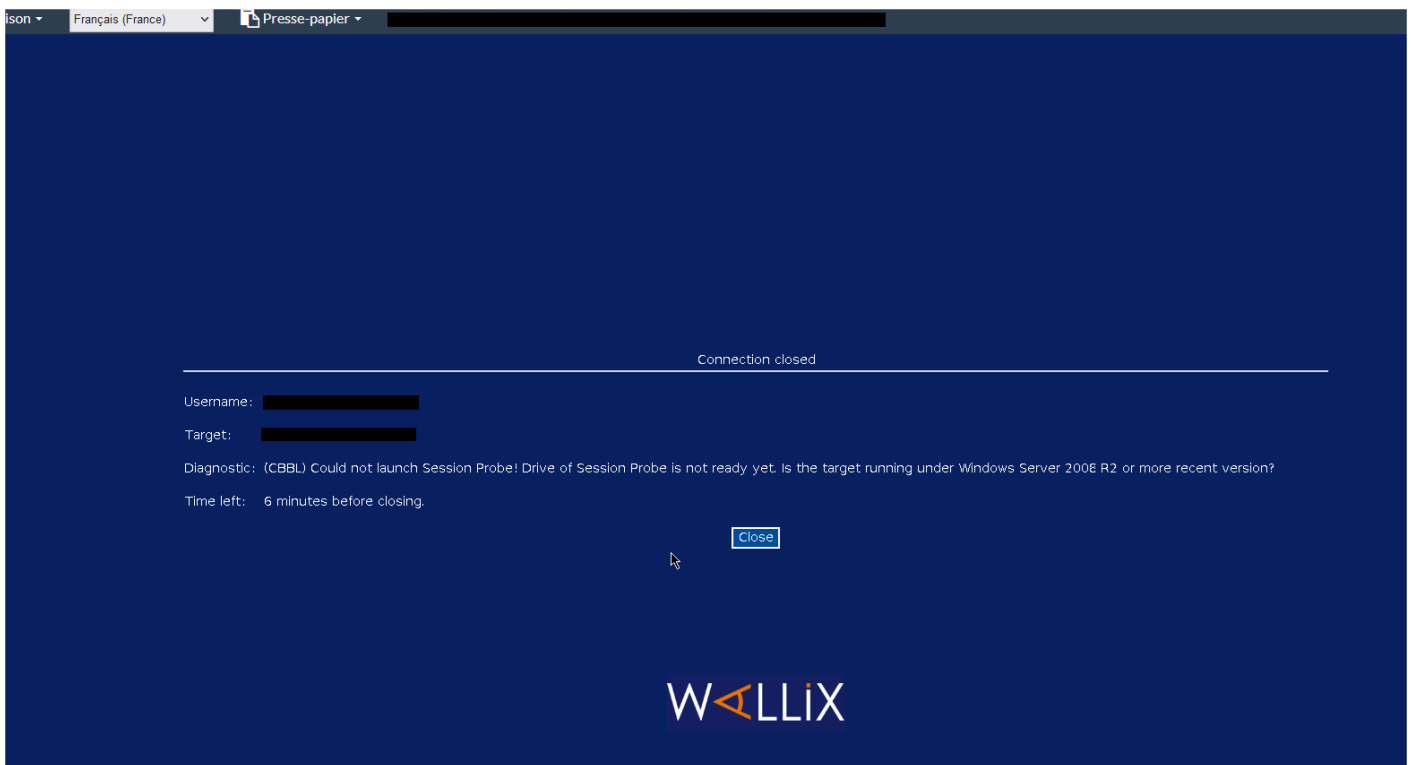 ison Français (France) Presse-papier
Connection closed
Username:
Target:
Diagnostic: (CBBL) Could not launch Session Probe! Drive of Session Probe is not ready yet. Is the target running under Windows Server 2008 R2 or more recent version?
Time left: 6 minutes before closing.
Close
WALLiX